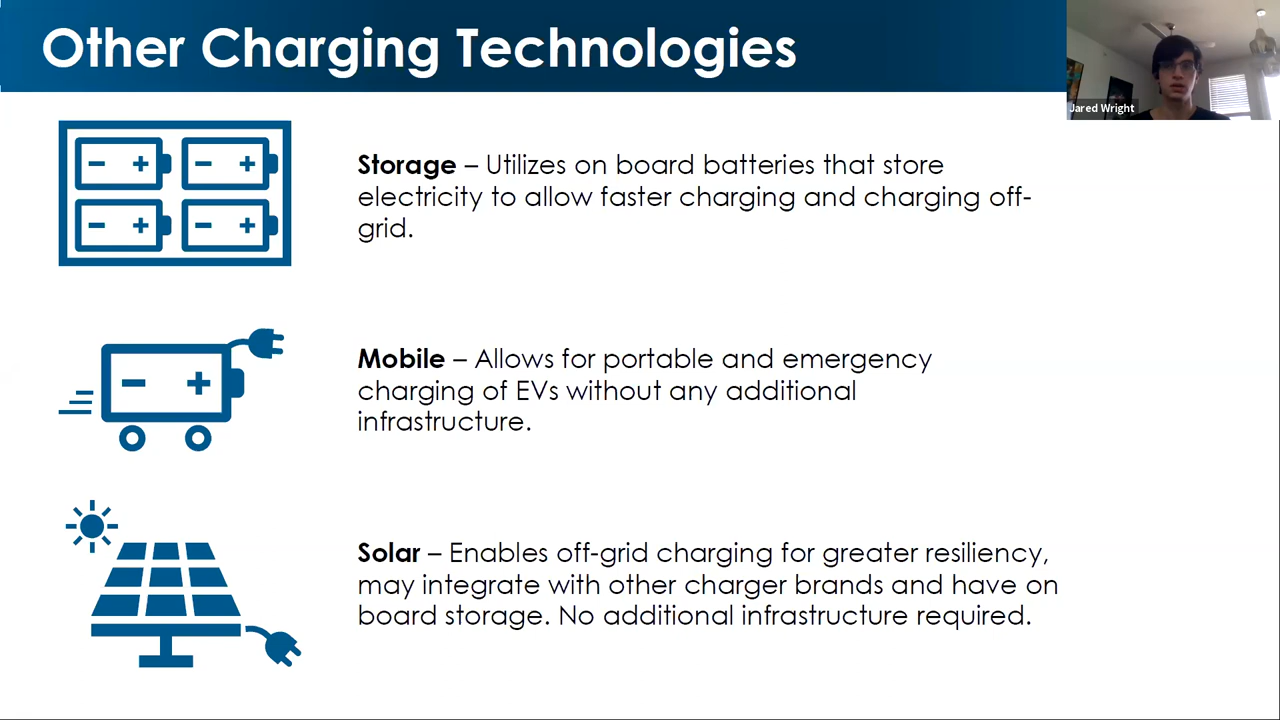 Other Charging Technologies
Jared Wright
Storage – Utilizes on board batteries that store
electricity to allow faster charging and charging off-
grid.
Mobile – Allows for portable and emergency
charging of EVs without any additional
infrastructure.
Solar – Enables off-grid charging for greater resiliency,
may integrate with other charger brands and have on
board storage. No additional infrastructure required.